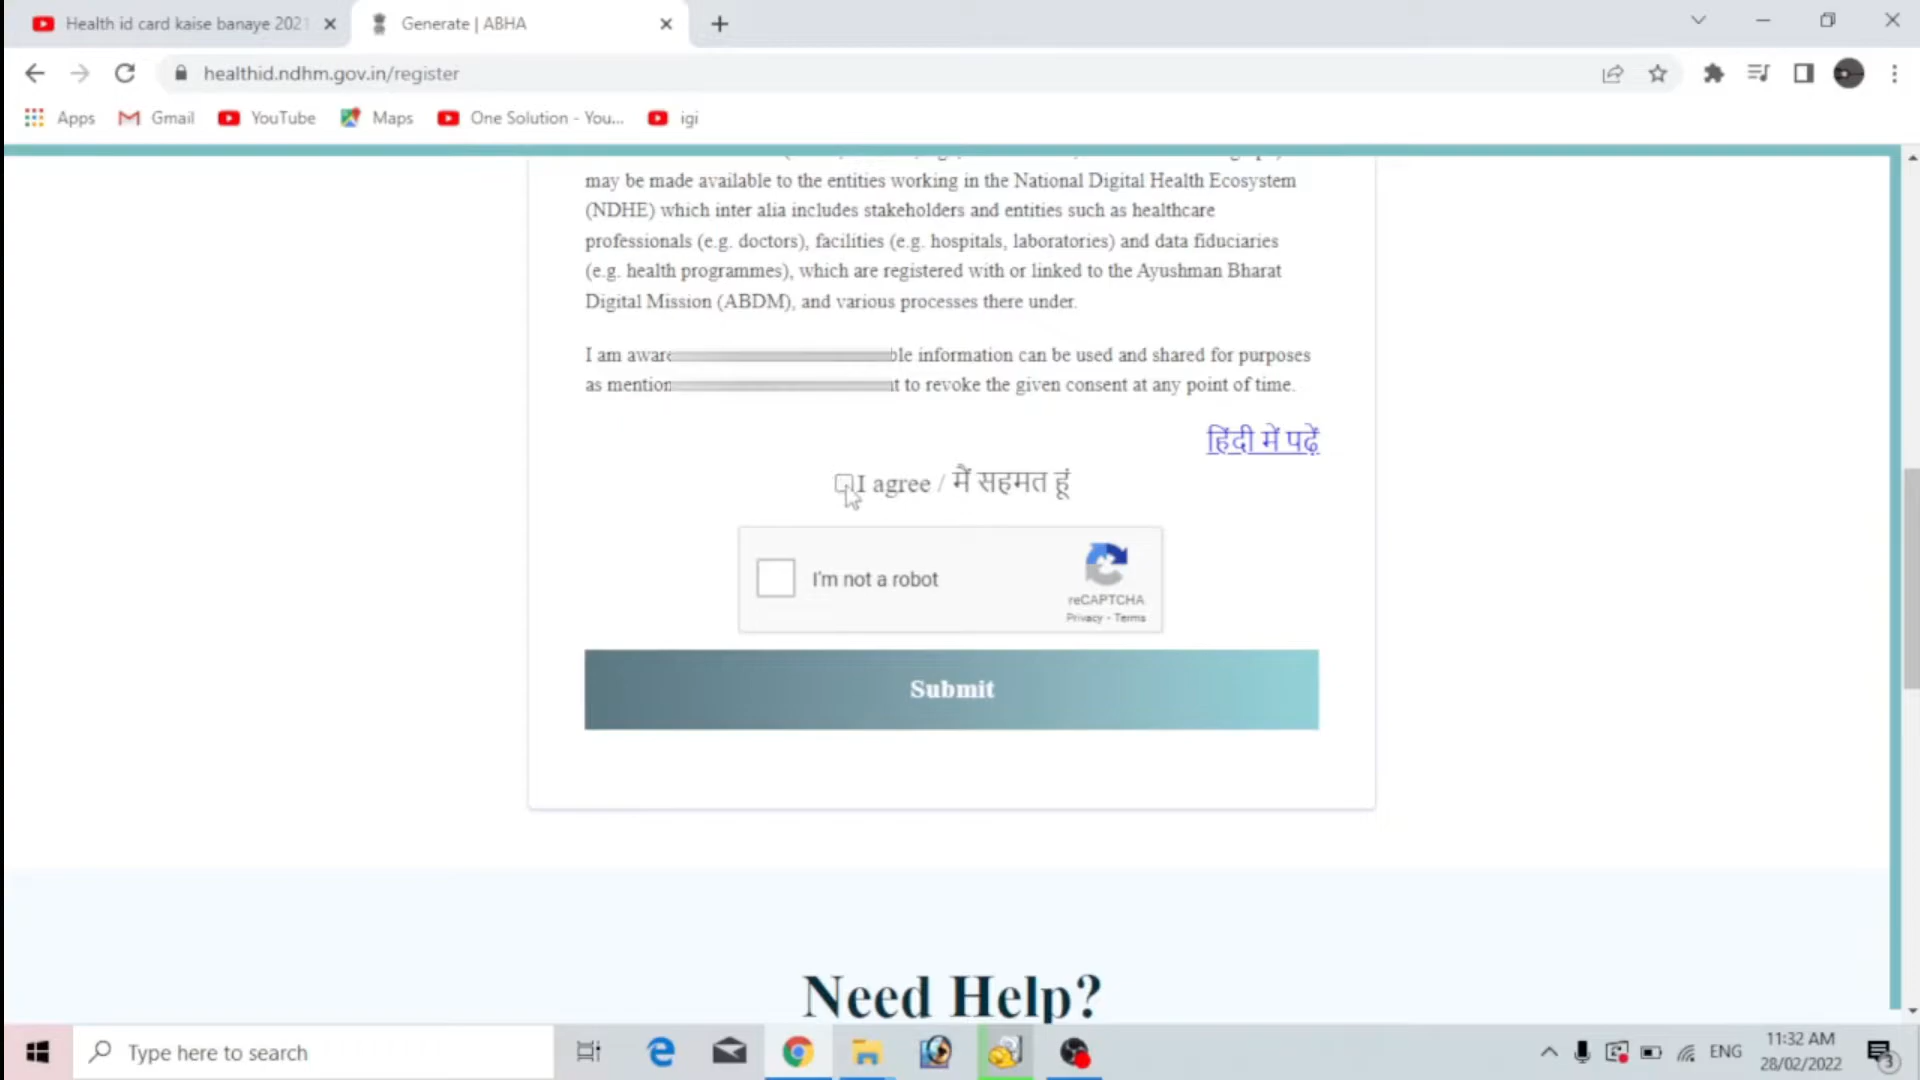 Health id card kaise banaye 2021
Generate | ABHA
healthid.ndhm.gov.in/register
Apps
Gmail
YouTube
Maps
One Solution - You...
igi
may be made available to the entities working in the National Digital Health Ecosystem
(NDHE) which inter alia includes stakeholders and entities such as healthcare
professionals (e.g. doctors), facilities (e.g. hospitals, laboratories) and data fiduciaries
(e.g. health programmes), which are registered with or linked to the Ayushman Bharat
Digital Mission (ABDM), and various processes there under.
I am aware information can be used and shared for purposes
as to revoke the given consent at any point of time.
हिंदी में पढ़ें
I agree / मैं सहमत हूं
I'm not a robot
reCAPTCHA
Privacy - Terms
Submit
Need Help?
Type here to search
ENG
11:32 AM
28/02/2022
3